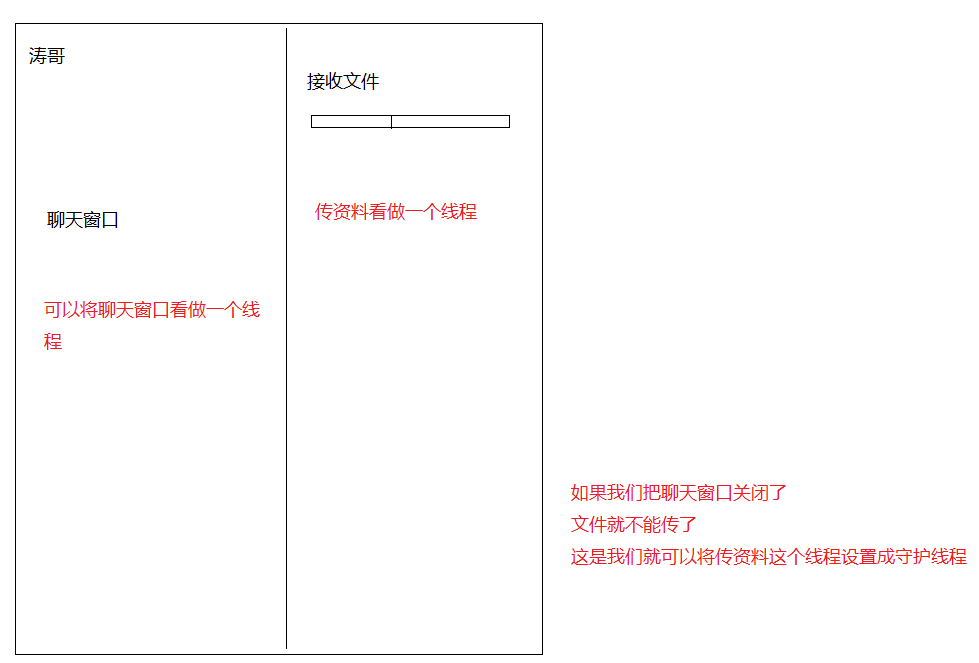 涛哥
接收文件
聊天窗口
传资料看做一个线程
可以将聊天窗口看做一个线
程
如果我们把聊天窗口关闭了
文件就不能传了
这是我们就可以将传资料这个线程设置成守护线程